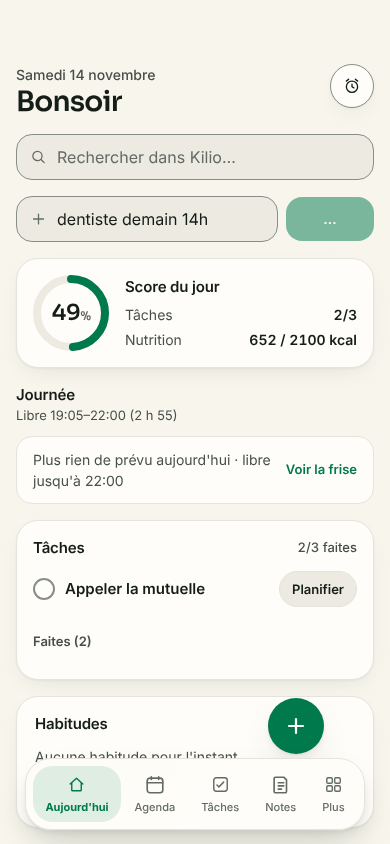 Samedi 14 novembre
Bonsoir
Rechercher dans Kilio...
dentiste demain 14h
...
49%
Score du jour
Tâches 2/3
Nutrition 652 / 2100 kcal
Journée
Libre 19:05–22:00 (2 h 55)
Plus rien de prévu aujourd'hui · libre
jusqu'à 22:00
Voir la frise
Tâches 2/3 faites
Appeler la mutuelle Planifier
Faites (2)
Habitudes
Aucune habitude pour l'instant
Aujourd'hui Agenda Tâches Notes Plus